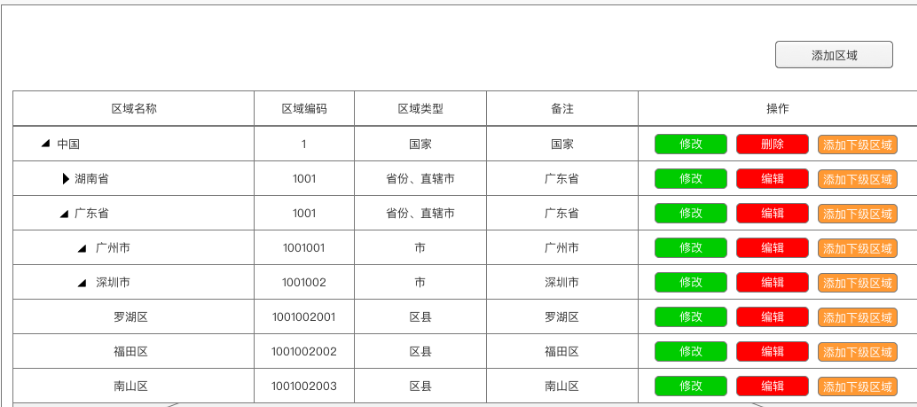 添加区域
区域名称 区域编码 区域类型 备注 操作
中国 1 国家 国家 修改 删除 添加下级区域
湖南省 1001 省份、直辖市 广东省 修改 编辑 添加下级区域
广东省 1001 省份、直辖市 广东省 修改 编辑 添加下级区域
广州市 1001001 市 广州市 修改 编辑 添加下级区域
深圳市 1001002 市 深圳市 修改 编辑 添加下级区域
罗湖区 1001002001 区县 罗湖区 修改 编辑 添加下级区域
福田区 1001002002 区县 福田区 修改 编辑 添加下级区域
南山区 1001002003 区县 南山区 修改 编辑 添加下级区域